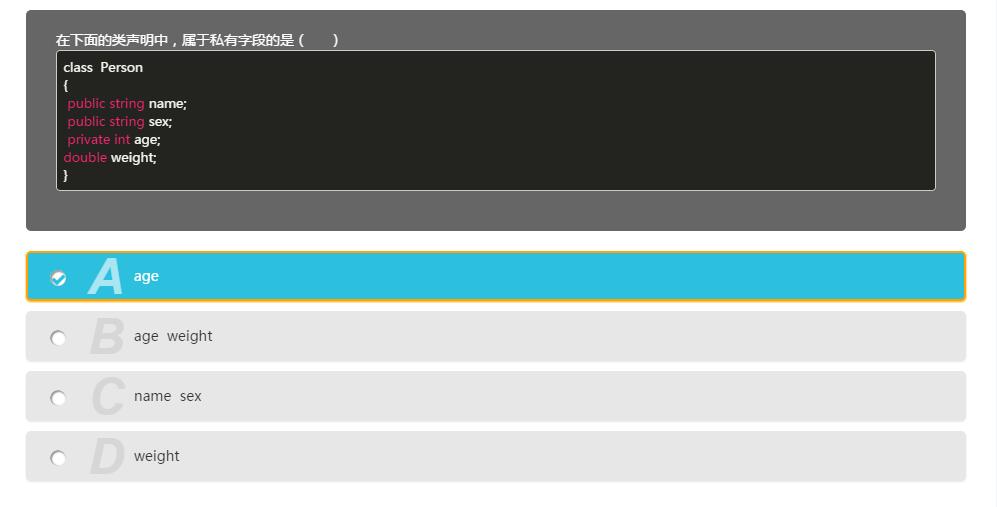 在下面的类声明中，属于私有字段的是（　　）
class Person
{
public string name;
public string sex;
private int age;
double weight;
}
A age
B age weight
C name sex
D weight